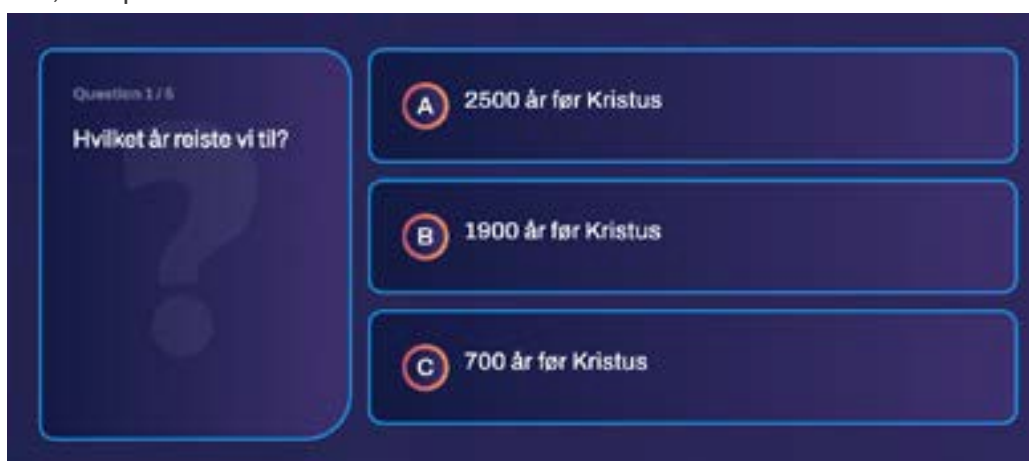 Question 1/5
Hvilket år reiste vi til?
A 2500 år før Kristus
B 1900 år før Kristus
C 700 år før Kristus